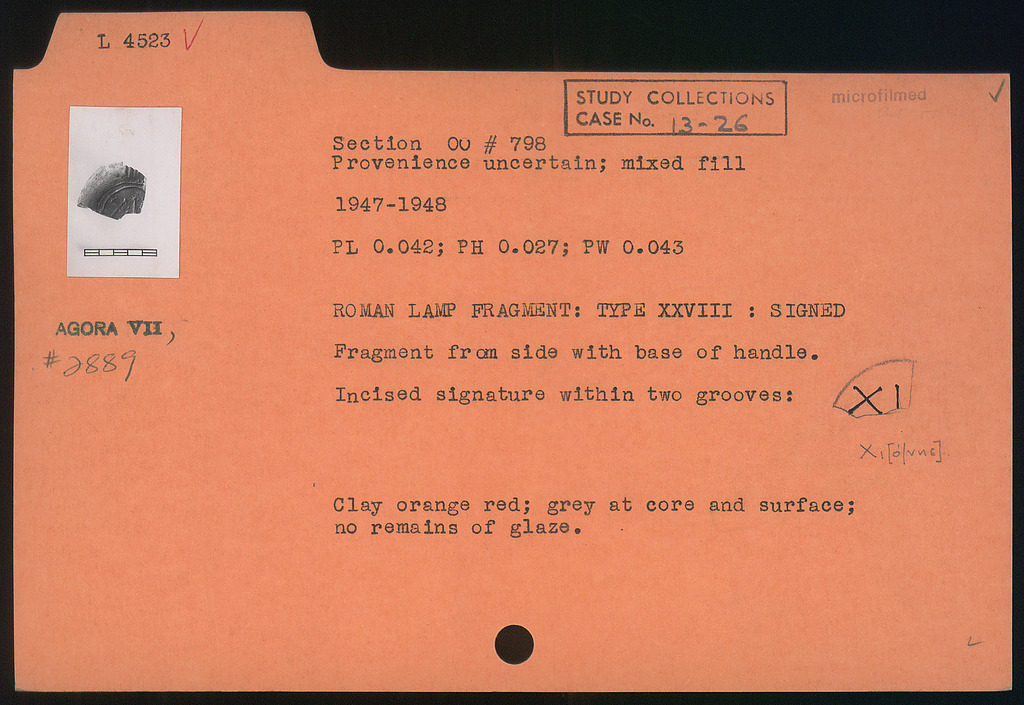 L 4523 √
STUDY COLLECTIONS
CASE No. 13-26
microfilmed ✓
Section OO # 798
Provenience uncertain; mixed fill
1947-1948
PL 0.042; PH 0.027; PW 0.043
AGORA VII,
#2889
ROMAN LAMP FRAGMENT: TYPE XXVIII : SIGNED
Fragment from side with base of handle.
Incised signature within two grooves:
XI
Clay orange red; grey at core and surface;
no remains of glaze.